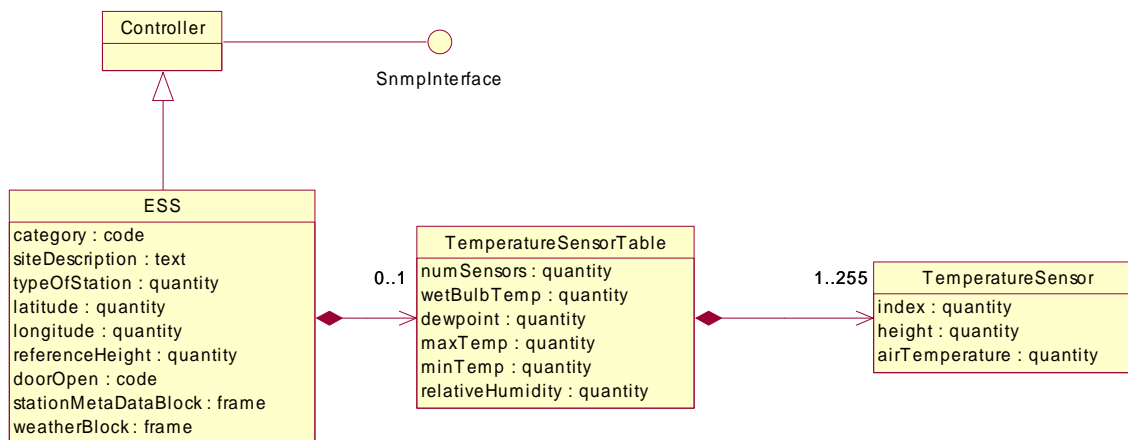 Controller
SnmpInterface
ESS
category : code
siteDescription : text
typeOfStation : quantity
latitude : quantity
longitude : quantity
referenceHeight : quantity
doorOpen : code
stationMetaDataBlock : frame
weatherBlock : frame
0..1
TemperatureSensorTable
numSensors : quantity
wetBulbTemp : quantity
dewpoint : quantity
maxTemp : quantity
minTemp : quantity
relativeHumidity : quantity
1..255
TemperatureSensor
index : quantity
height : quantity
airTemperature : quantity